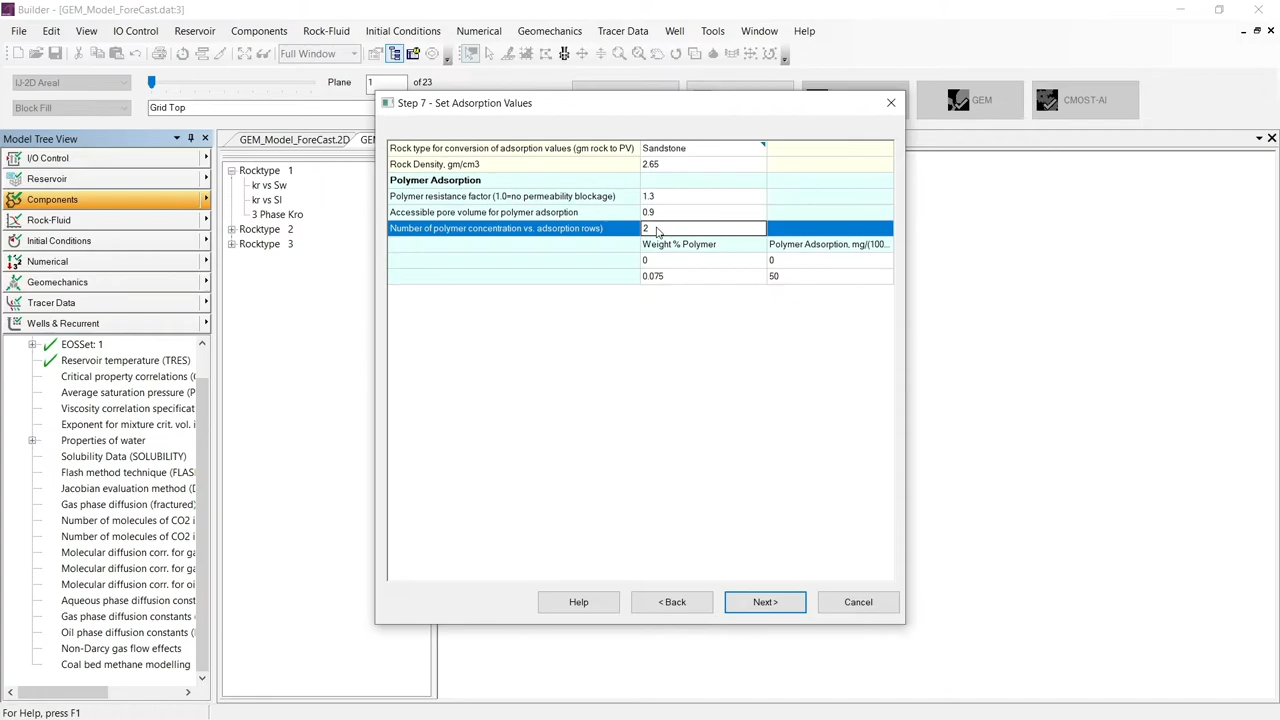 Builder - [GEM_Model_ForeCast.dat:3]
File Edit View IO Control Reservoir Components Rock-Fluid Initial Conditions Numerical Geomechanics Tracer Data Well Tools Window Help
Full Window
IJ-2D Areal Plane 1 of 23
Block Fill Grid Top
GEM CMOST-AI
Step 7 - Set Adsorption Values
Model Tree View
GEM_Model_ForeCast.2D
I/O Control
Reservoir
Components
Rock-Fluid
Initial Conditions
Numerical
Geomechanics
Tracer Data
Wells & Recurrent
EOSSet: 1
Reservoir temperature (TRES)
Critical property correlations (
Average saturation pressure (P
Viscosity correlation specificat
Exponent for mixture crit. vol. i
Properties of water
Solubility Data (SOLUBILITY)
Flash method technique (FLAS
Jacobian evaluation method (D
Gas phase diffusion (fractured)
Number of molecules of CO2 i
Number of molecules of CO2 i
Molecular diffusion corr. for ga
Molecular diffusion corr. for ga
Molecular diffusion corr. for oi
Aqueous phase diffusion const
Gas phase diffusion constants (
Oil phase diffusion constants (
Non-Darcy gas flow effects
Coal bed methane modelling
Rocktype 1
kr vs Sw
kr vs Sl
3 Phase Kro
Rocktype 2
Rocktype 3
Rock type for conversion of adsorption values (gm rock to PV) Sandstone
Rock Density, gm/cm3 2.65
Polymer Adsorption
Polymer resistance factor (1.0=no permeability blockage) 1.3
Accessible pore volume for polymer adsorption 0.9
Number of polymer concentration vs. adsorption rows) 2
Weight % Polymer Polymer Adsorption, mg/(100...
0 0
0.075 50
Help < Back Next > Cancel
For Help, press F1